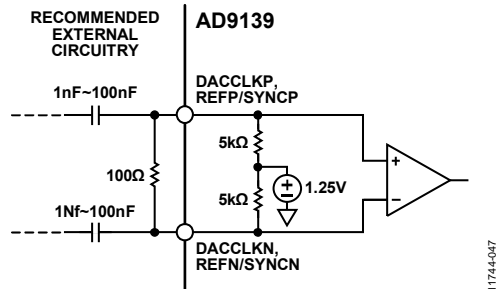 RECOMMENDED
EXTERNAL
CIRCUITRY
AD9139
1nF~100nF
DACCLKP,
REFP/SYNCP
5kΩ
100Ω
+
1.25V
5kΩ
+
–
1Nf~100nF
DACCLKN,
REFN/SYNCN
11744-047